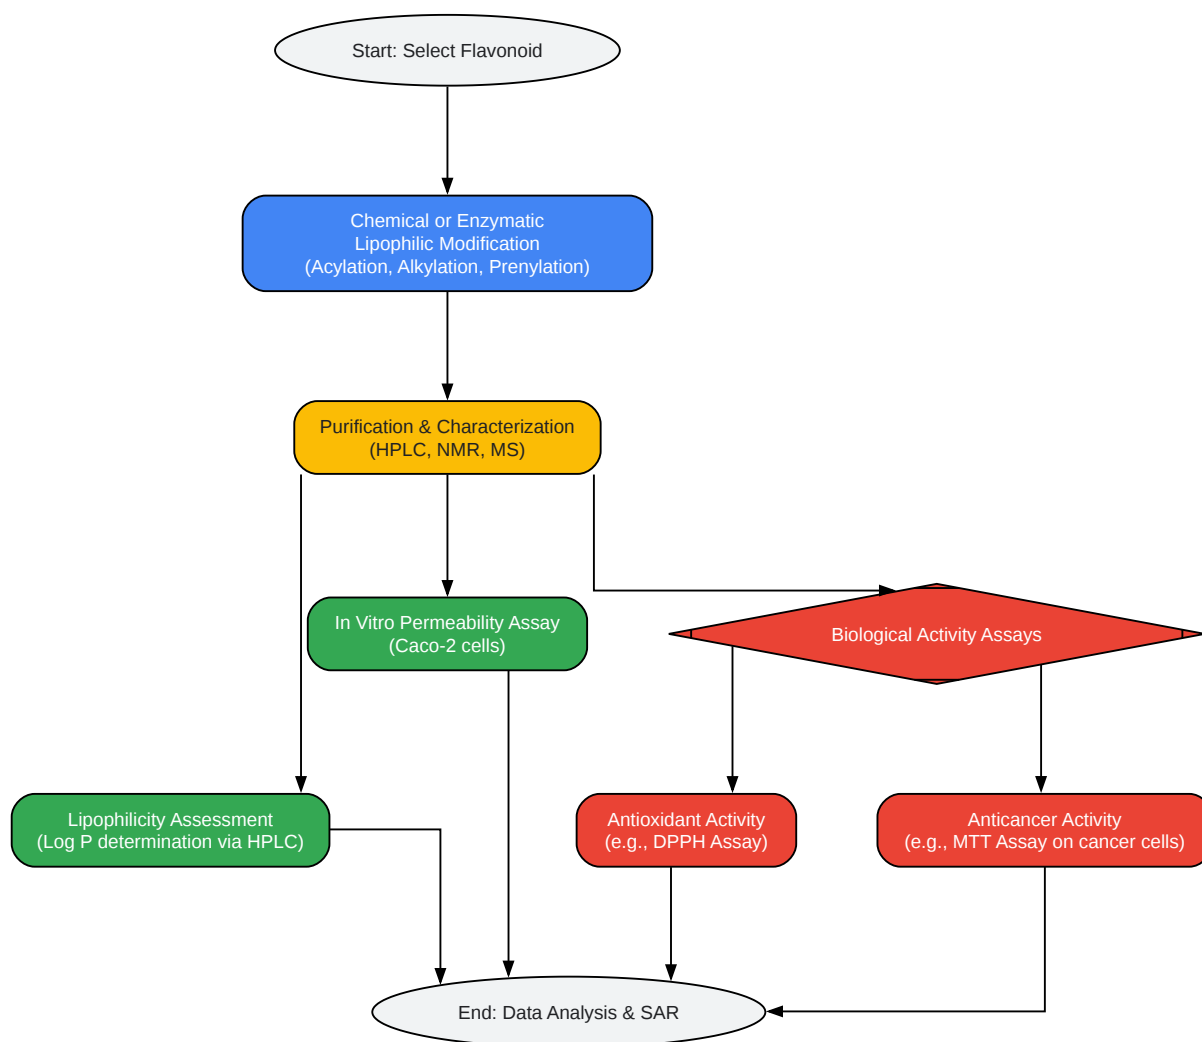 Start: Select Flavonoid
Chemical or Enzymatic
Lipophilic Modification
(Acylation, Alkylation, Prenylation)
Purification & Characterization
(HPLC, NMR, MS)
In Vitro Permeability Assay
(Caco-2 cells)
Biological Activity Assays
Lipophilicity Assessment
(Log P determination via HPLC)
Antioxidant Activity
(e.g., DPPH Assay)
Anticancer Activity
(e.g., MTT Assay on cancer cells)
End: Data Analysis & SAR